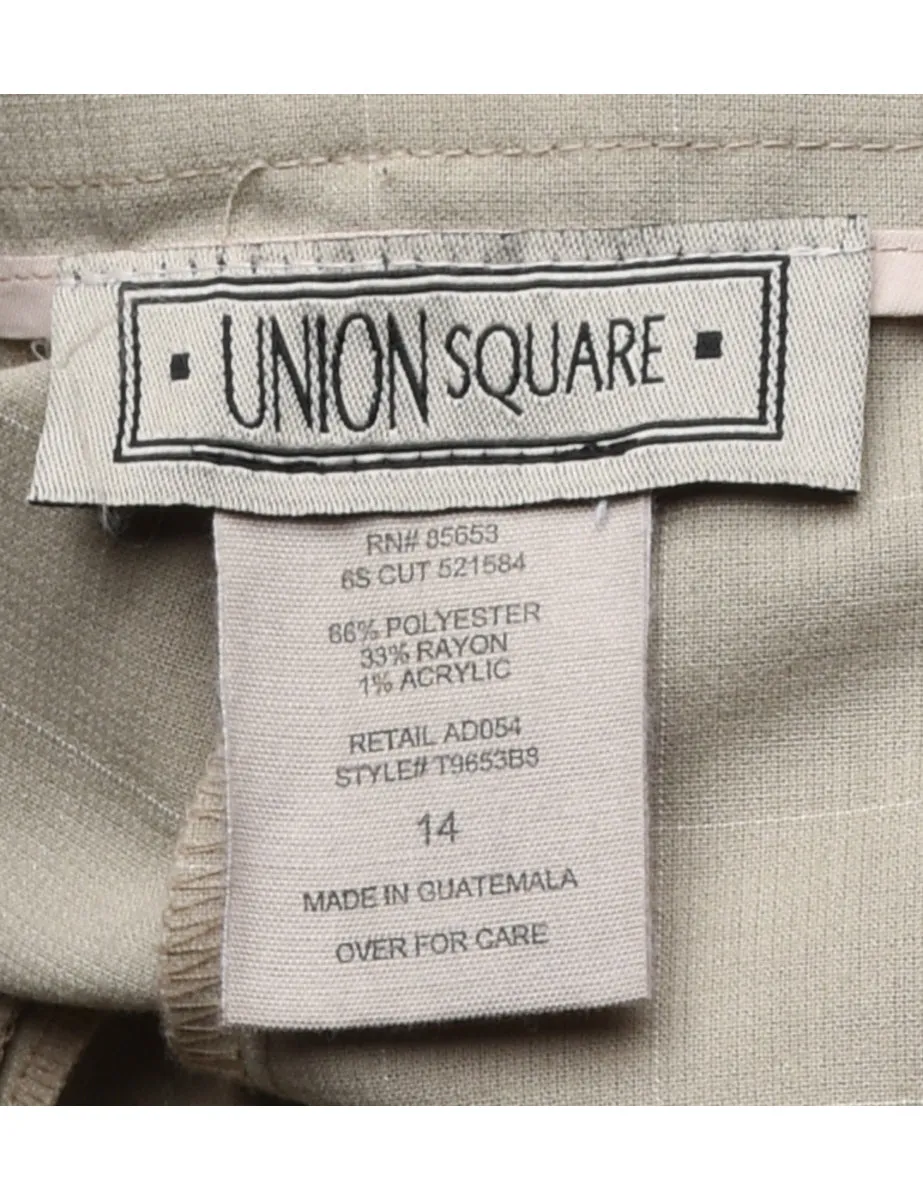 UNION SQUARE
RN# 85653
6S CUT 521584
66% POLYESTER
33% RAYON
1% ACRYLIC
RETAIL AD054
STYLE# T9653B8
14
MADE IN GUATEMALA
OVER FOR CARE